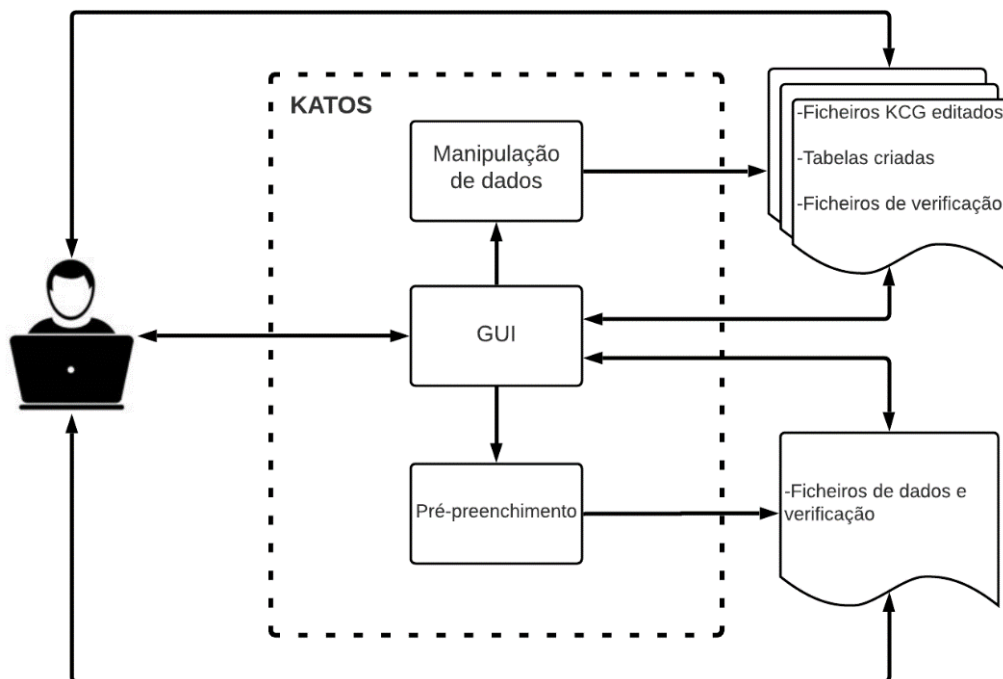 KATOS
Manipulação
de dados
-Ficheiros KCG editados
-Tabelas criadas
-Ficheiros de verificação
GUI
Pré-preenchimento
-Ficheiros de dados e
verificação